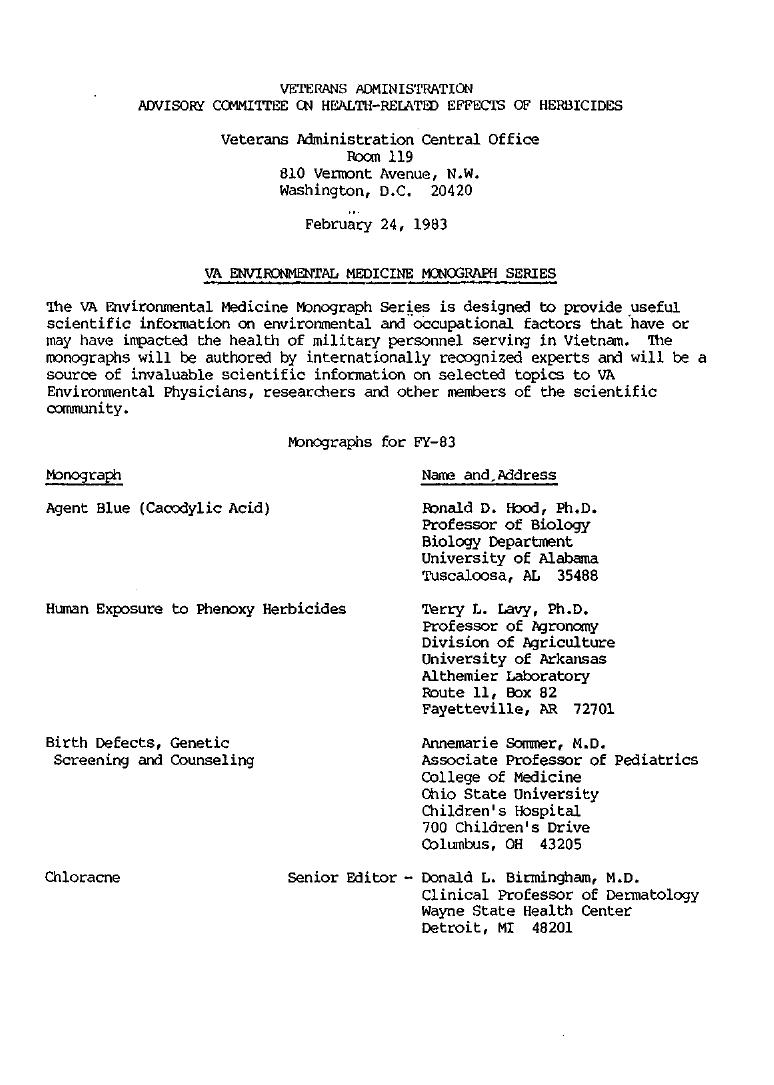 VETERANS ADMINISTRATION
ADVISORY COMMITTEE ON HEALTH-RELATED EFFECTS OF HERBICIDES
Veterans Administration Central Office
Room 119
810 Vermont Avenue, N.W.
Washington, D.C. 20420
February 24, 1983
VA ENVIRONMENTAL MEDICINE MONOGRAPH SERIES
The VA Environmental Medicine Monograph Series is designed to provide useful
scientific information on environmental and occupational factors that have or
may have impacted the health of military personnel serving in Vietnam. The
monographs will be authored by internationally recognized experts and will be a
source of invaluable scientific information on selected topics to VA
Environmental Physicians, researchers and other members of the scientific
community.
Monographs for FY-83
Monograph Name and Address
Agent Blue (Cacodylic Acid) Ronald D. Hood, Ph.D.
Professor of Biology
Biology Department
University of Alabama
Tuscaloosa, AL 35488
Human Exposure to Phenoxy Herbicides Terry L. Lavy, Ph.D.
Professor of Agronomy
Division of Agriculture
University of Arkansas
Althemier Laboratory
Route 11, Box 82
Fayetteville, AR 72701
Birth Defects, Genetic Annemarie Sommer, M.D.
Screening and Counseling Associate Professor of Pediatrics
College of Medicine
Ohio State University
Children's Hospital
700 Children's Drive
Columbus, OH 43205
Chloracne Senior Editor - Donald L. Birmingham, M.D.
Clinical Professor of Dermatology
Wayne State Health Center
Detroit, MI 48201